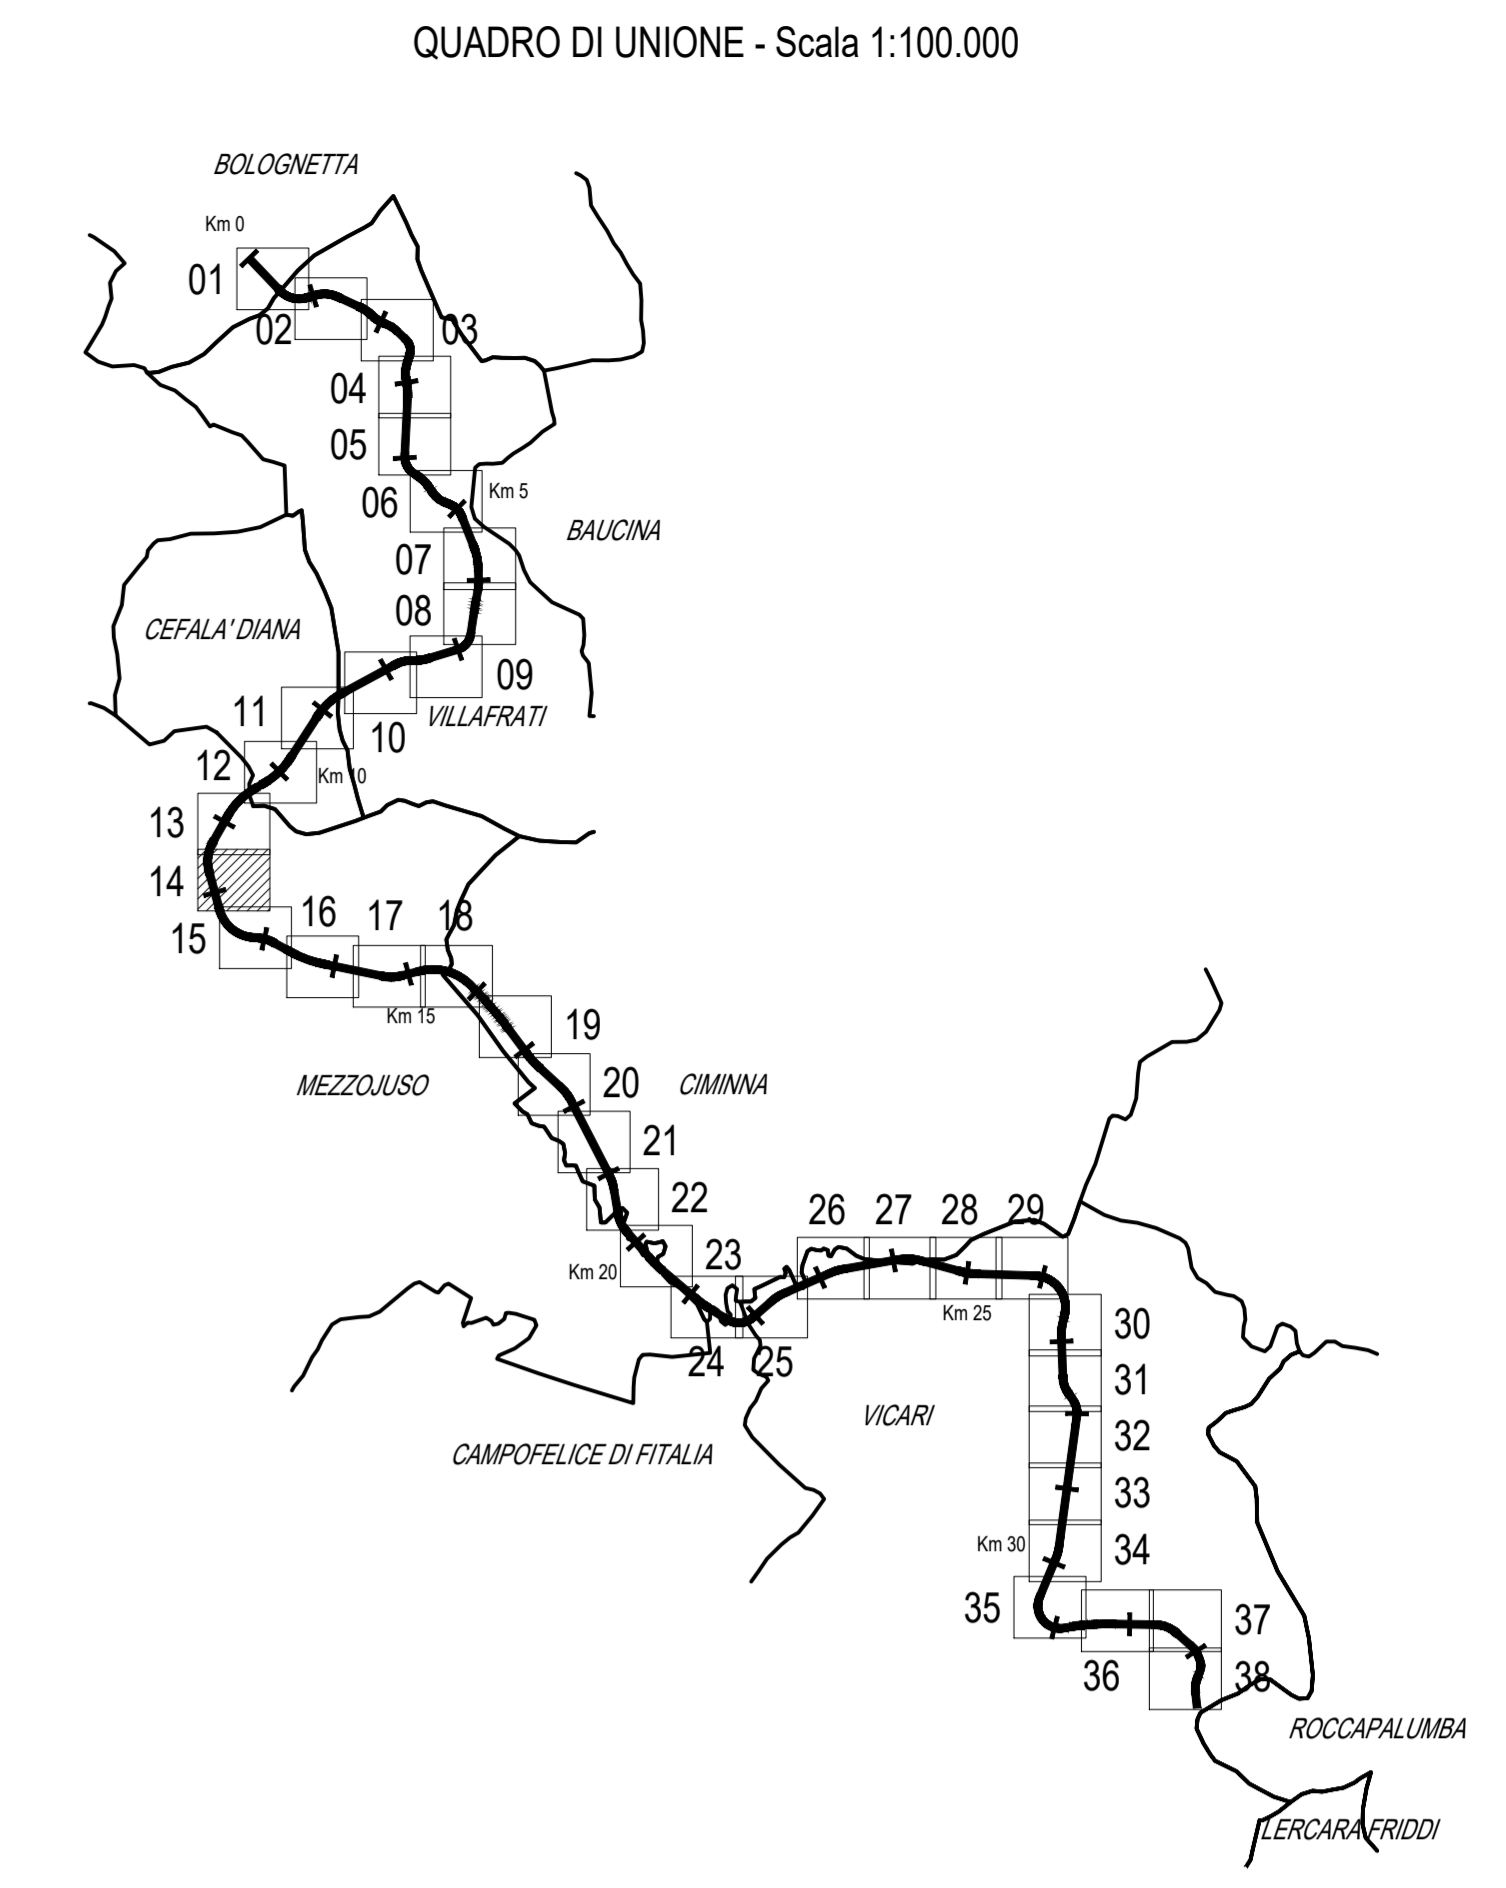 QUADRO DI UNIONE - Scala 1:100.000
BOLOGNETTA
Km 0
01
02
03
04
05
06
Km 5
BAUCINA
07
08
CEFALA' DIANA
09
11
VILLAFRATI
10
12
Km 10
13
14
15
16
17
18
Km 15
19
MEZZOJUSO
20
CIMINNA
21
22
26
27
28
29
23
Km 20
Km 25
30
24
25
31
VICARI
32
CAMPOFELICE DI FITALIA
33
Km 30
34
35
37
36
38
ROCCAPALUMBA
LERCARA FRIDDI